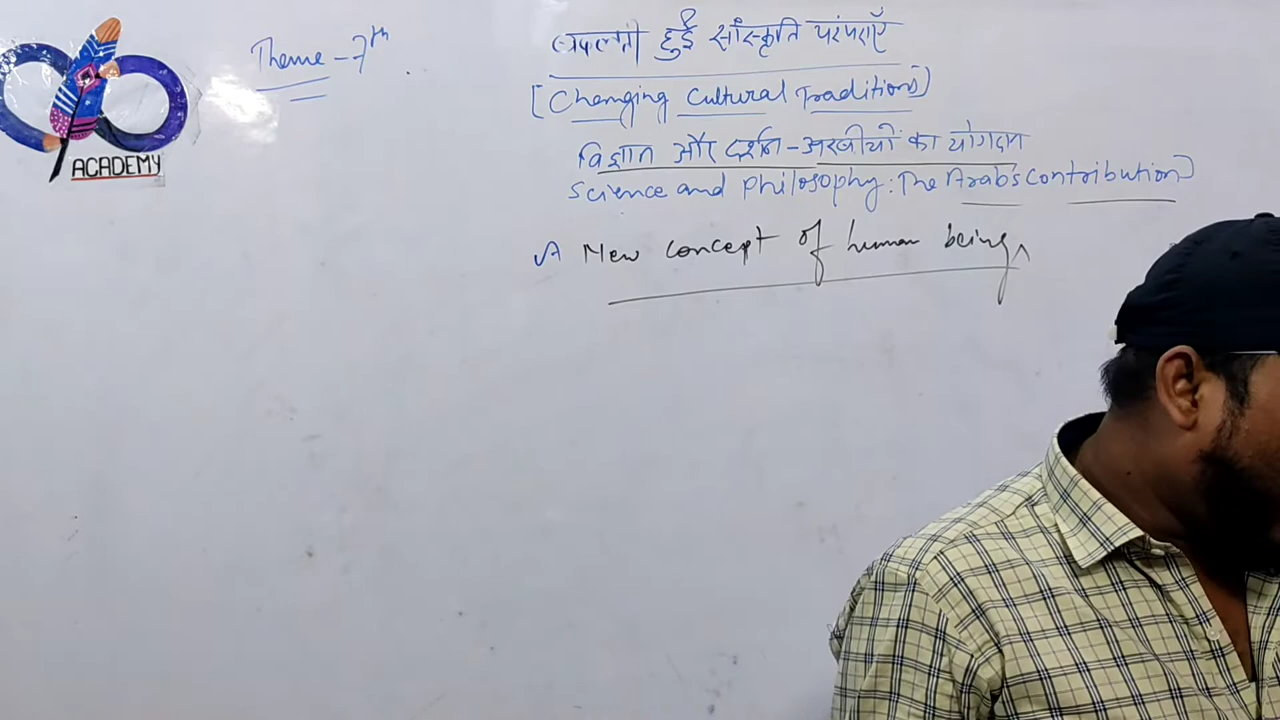 ACADEMY
Theme - 7th
बदलती हुई साँस्कृति परंपराएँ
[Changing Cultural Traditions]
विज्ञान और दर्शन - अरबीयों का योगदान
Science and philosophy: The Arab's Contribution]
A New concept of human beings